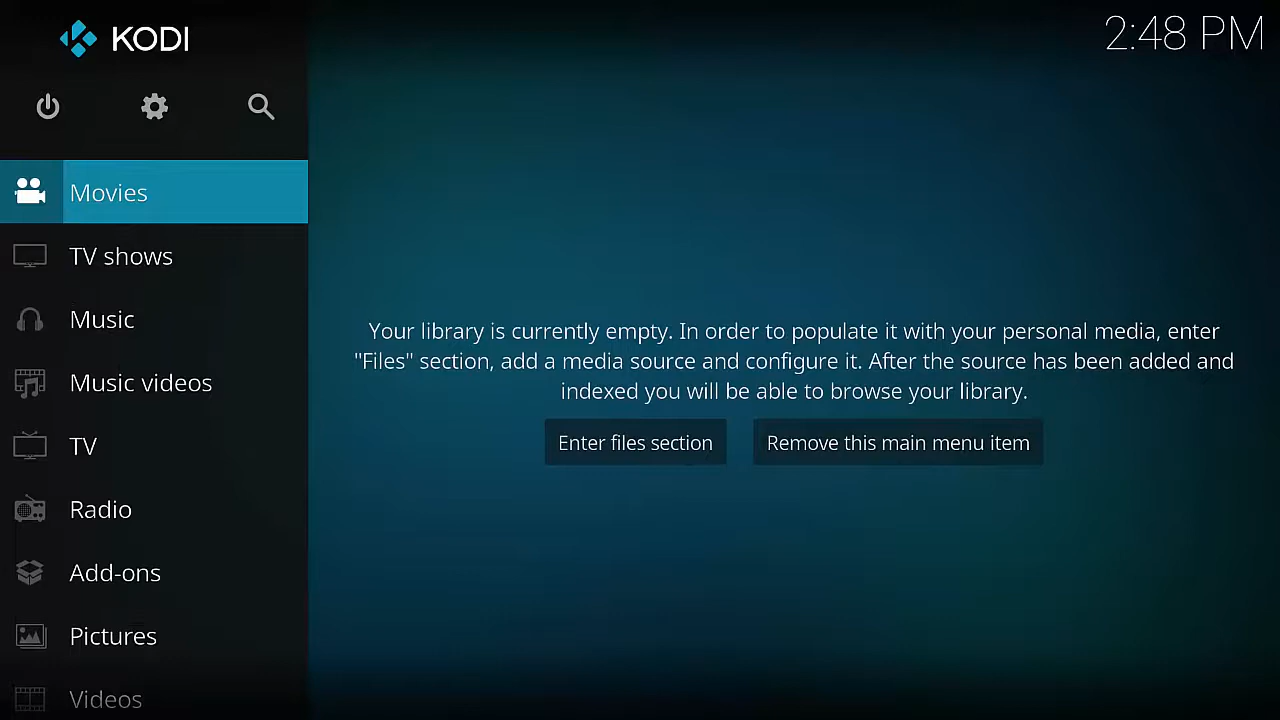 KODI
2:48 PM
Movies
TV shows
Music
Music videos
TV
Radio
Add-ons
Pictures
Videos
Your library is currently empty. In order to populate it with your personal media, enter
"Files" section, add a media source and configure it. After the source has been added and
indexed you will be able to browse your library.
Enter files section
Remove this main menu item